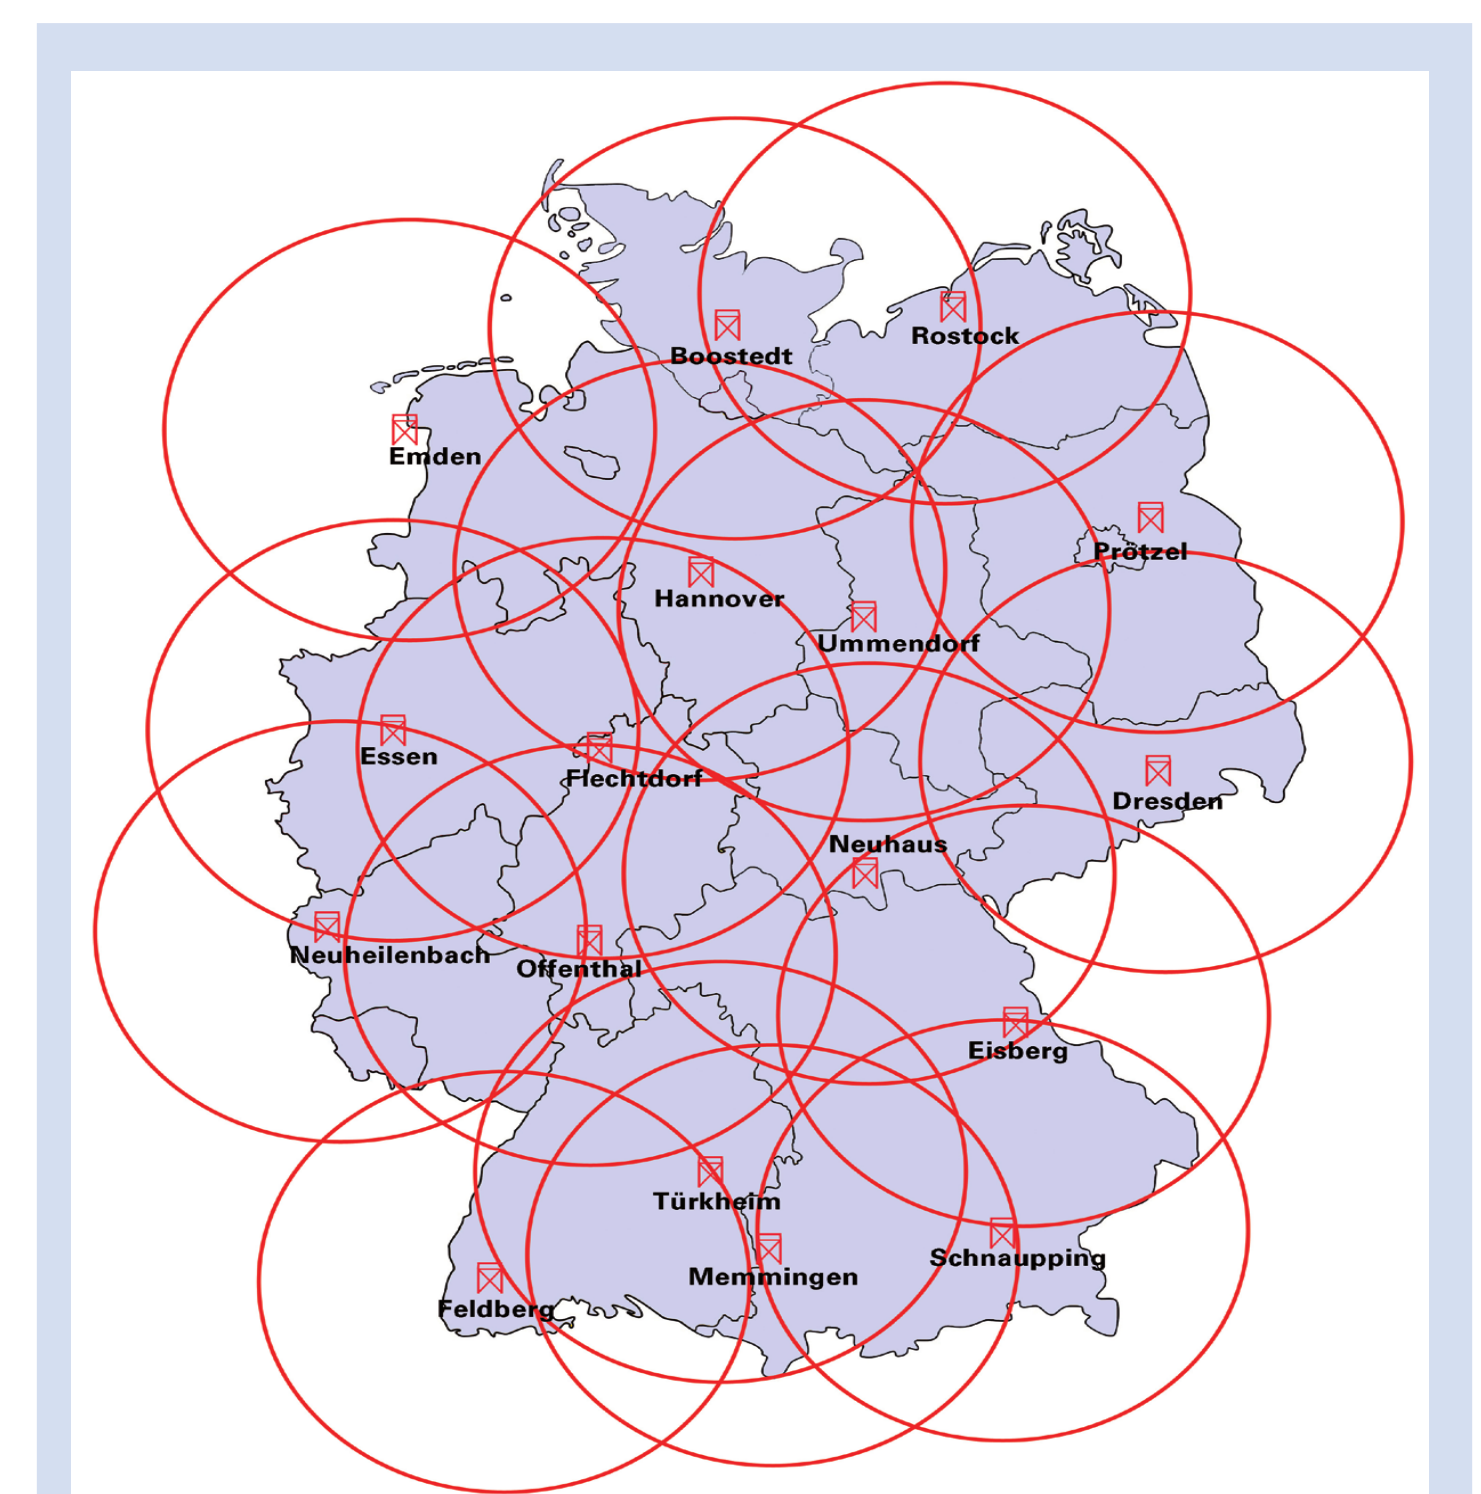 Rostock
Boostedt
Emden
Prötzel
Hannover
Ummendorf
Essen
Flechtdorf
Dresden
Neuhaus
Neuheilenbach
Offenthal
Eisberg
Türkheim
Schnaupping
Memmingen
Feldberg